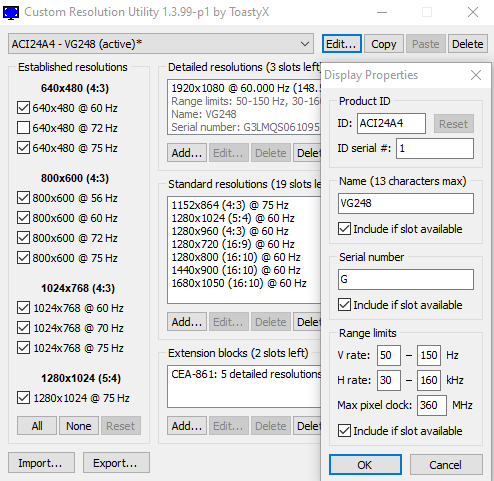 Custom Resolution Utility 1.3.99-p1 by ToastyX
ACI24A4 - VG248 (active)*
Edit...
Copy
Paste
Delete
Established resolutions
640x480 (4:3)
640x480 @ 60 Hz
640x480 @ 72 Hz
640x480 @ 75 Hz
800x600 (4:3)
800x600 @ 56 Hz
800x600 @ 60 Hz
800x600 @ 72 Hz
800x600 @ 75 Hz
1024x768 (4:3)
1024x768 @ 60 Hz
1024x768 @ 70 Hz
1024x768 @ 75 Hz
1280x1024 (5:4)
1280x1024 @ 75 Hz
All
None
Reset
Import...
Export...
Detailed resolutions (3 slots left)
1920x1080 @ 60.000 Hz (148.5
Range limits: 50-150 Hz, 30-160
Name: VG248
Serial number: G3LMQS061095
Add...
Edit...
Delete
Delet
Standard resolutions (19 slots le
1152x864 (4:3) @ 75 Hz
1280x1024 (5:4) @ 60 Hz
1280x960 (4:3) @ 60 Hz
1280x720 (16:9) @ 60 Hz
1280x800 (16:10) @ 60 Hz
1440x900 (16:10) @ 60 Hz
1680x1050 (16:10) @ 60 Hz
Add...
Edit...
Delete
Delet
Extension blocks (2 slots left)
CEA-861: 5 detailed resolutions
Add...
Edit...
Delete
Delet
Display Properties
Product ID
ID: ACI24A4
Reset
ID serial #: 1
Name (13 characters max)
VG248
Include if slot available
Serial number
G
Include if slot available
Range limits
V rate: 50 – 150 Hz
H rate: 30 – 160 kHz
Max pixel clock: 360 MHz
Include if slot available
OK
Cancel